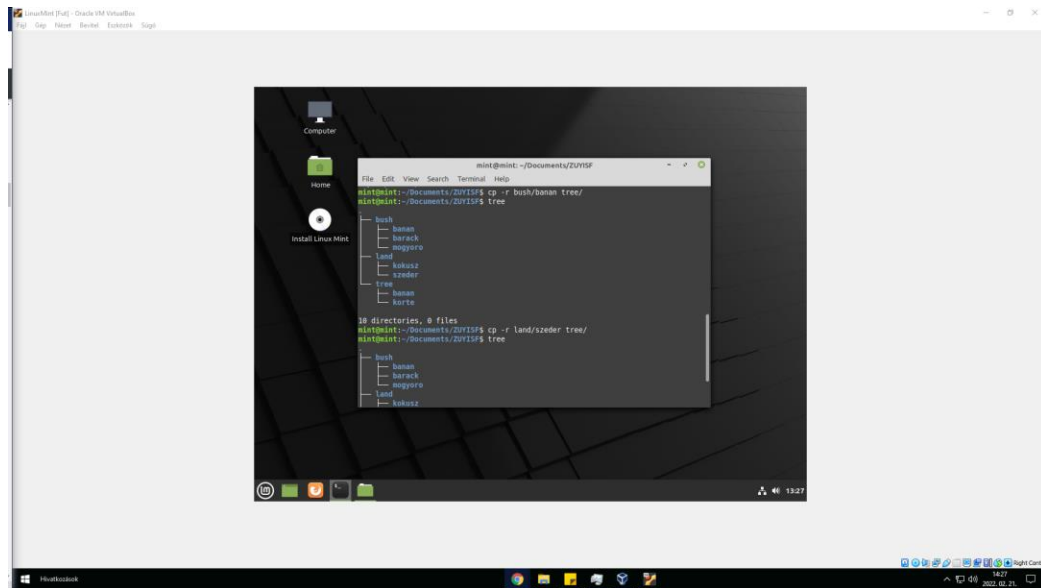 LinuxMint [Fut] - Oracle VM VirtualBox
Fájl Gép Nézet Bevitel Eszközök Súgó
Computer
Home
Install Linux Mint
mint@mint: ~/Documents/ZUYISF
File Edit View Search Terminal Help
mint@mint:~/Documents/ZUYISF$ cp -r bush/banan tree/
mint@mint:~/Documents/ZUYISF$ tree
.
├── bush
│   ├── banan
│   ├── barack
│   └── mogyoro
├── land
│   ├── kokusz
│   └── szeder
└── tree
    ├── banan
    └── korte
10 directories, 0 files
mint@mint:~/Documents/ZUYISF$ cp -r land/szeder tree/
mint@mint:~/Documents/ZUYISF$ tree
.
├── bush
│   ├── banan
│   ├── barack
│   └── mogyoro
├── land
│   ├── kokusz
13:27
Right Cont
Hivatkozások
14:27
2022. 02. 21.